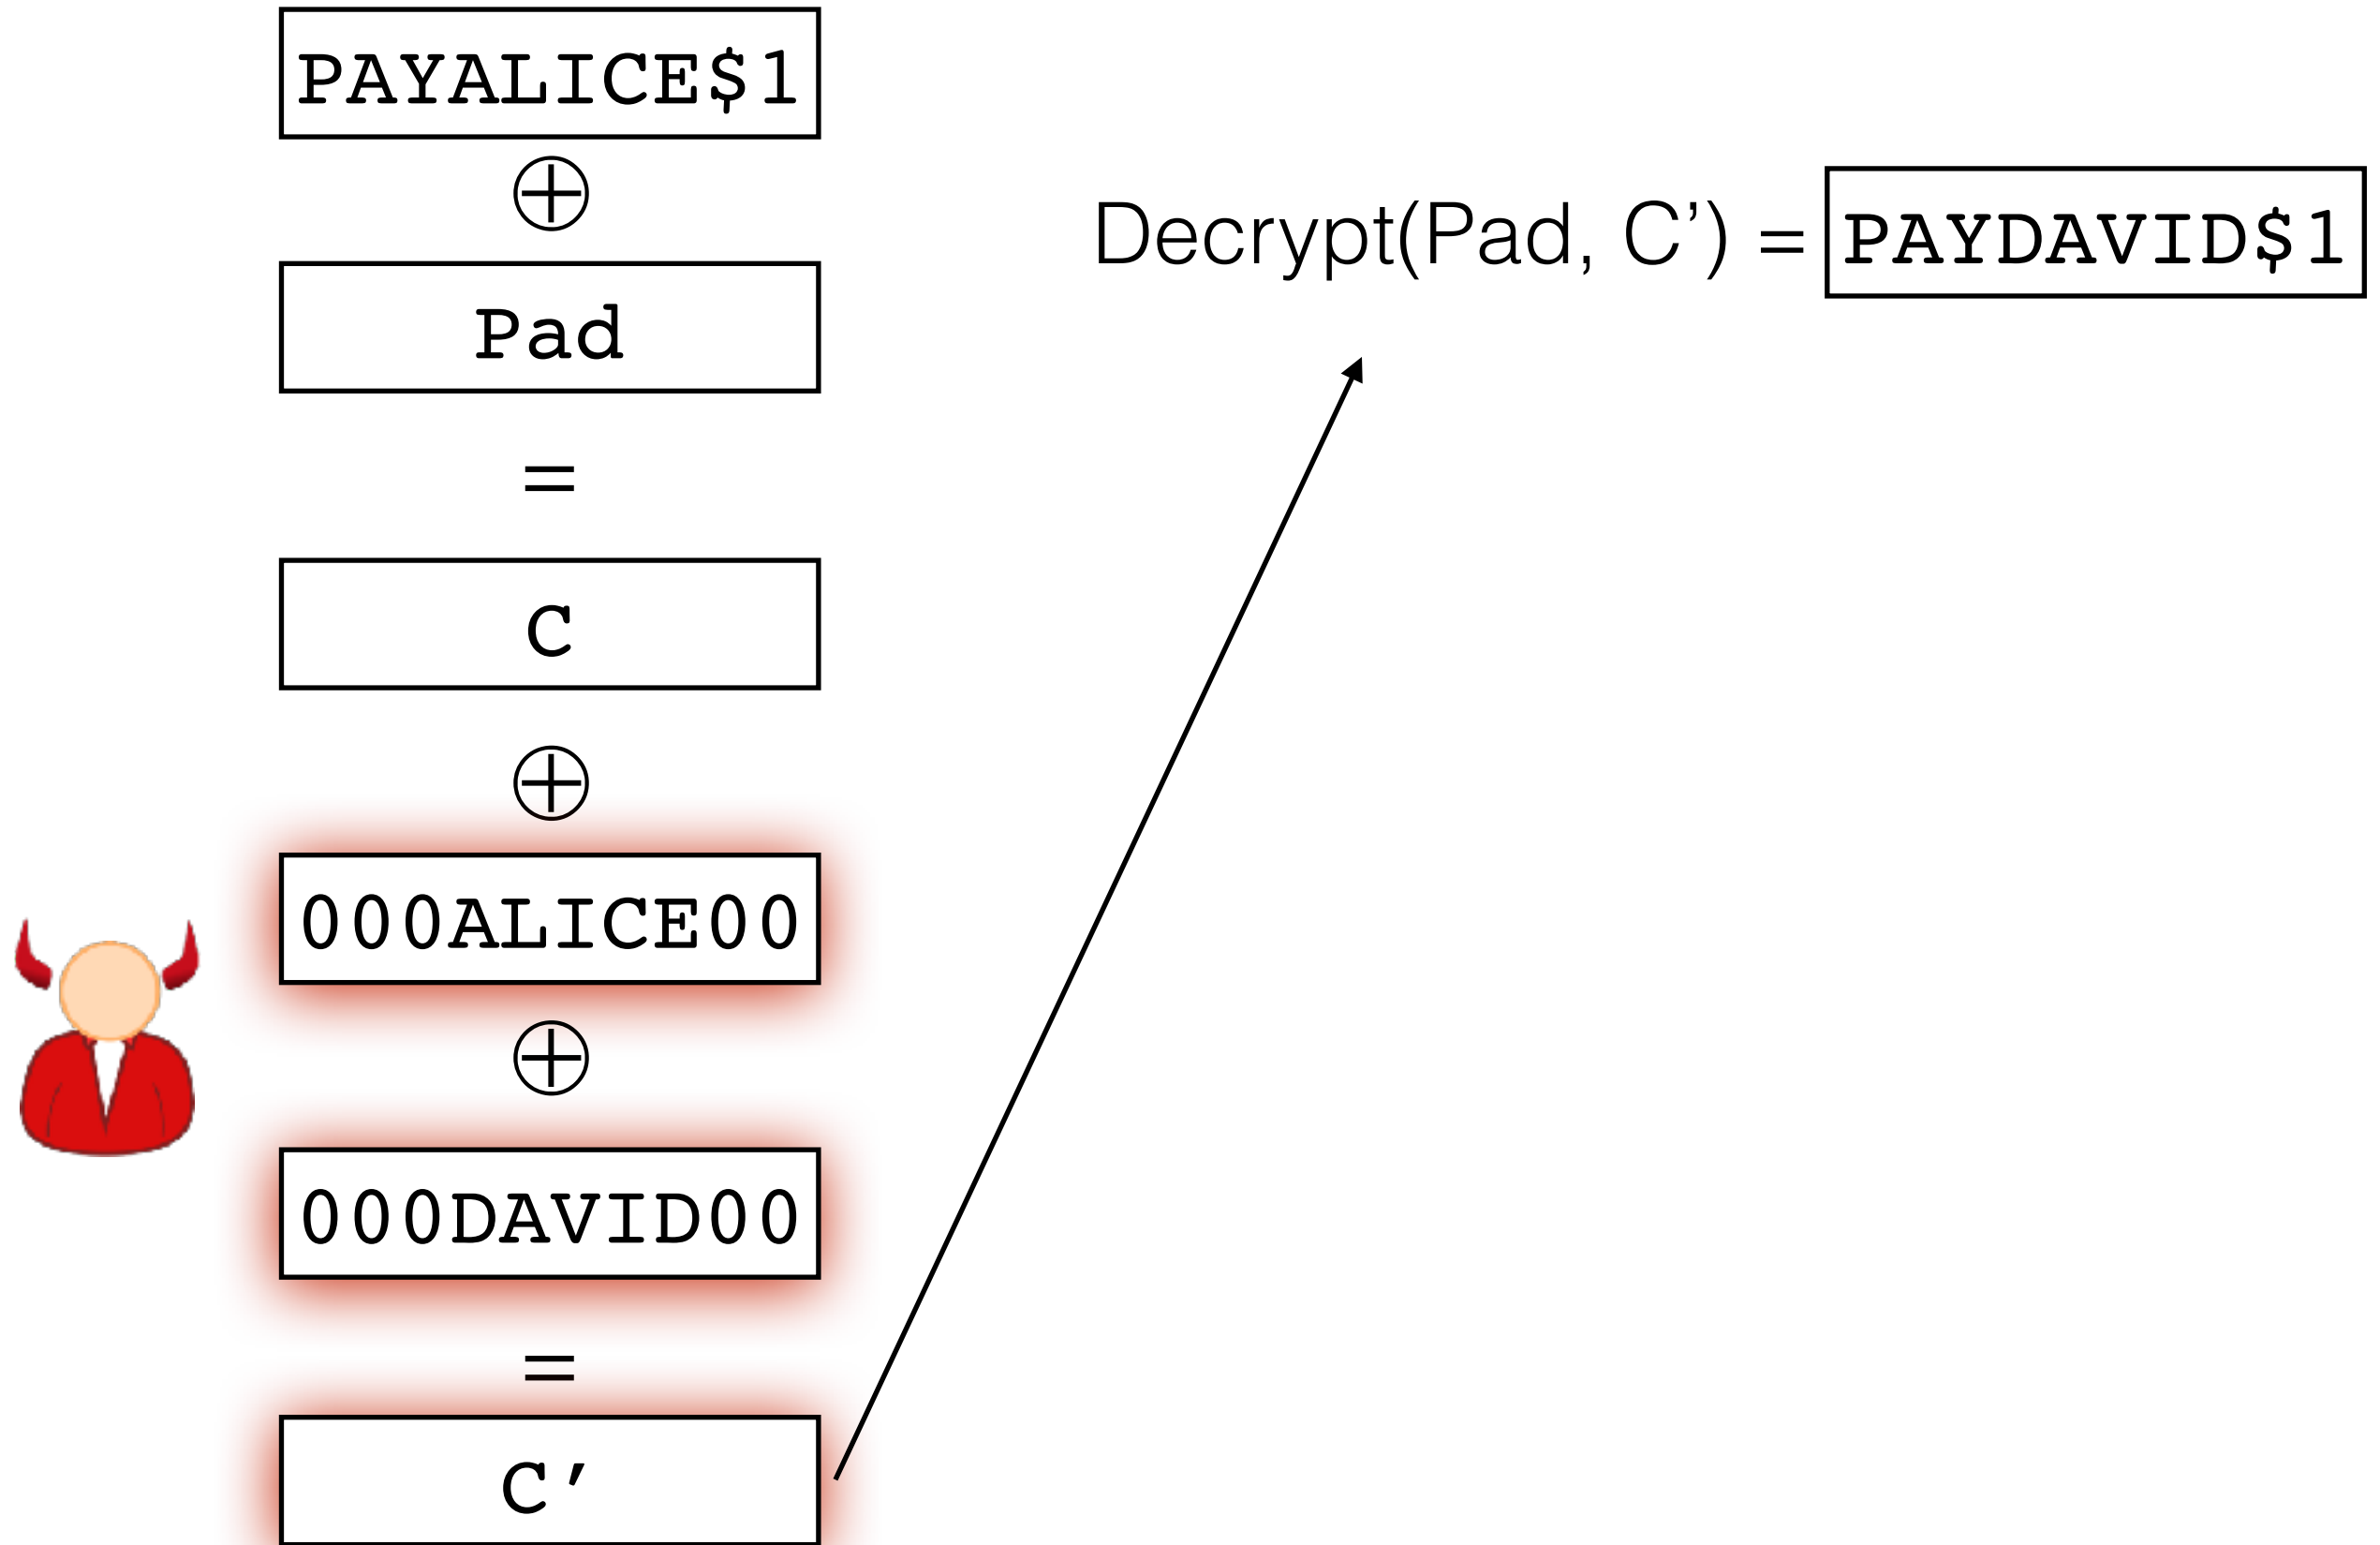 PAYALICE$1
⊕
Pad
=
C
⊕
000ALICE00
⊕
000DAVID00
=
C'
Decrypt(Pad, C’) = PAYDAVID$1